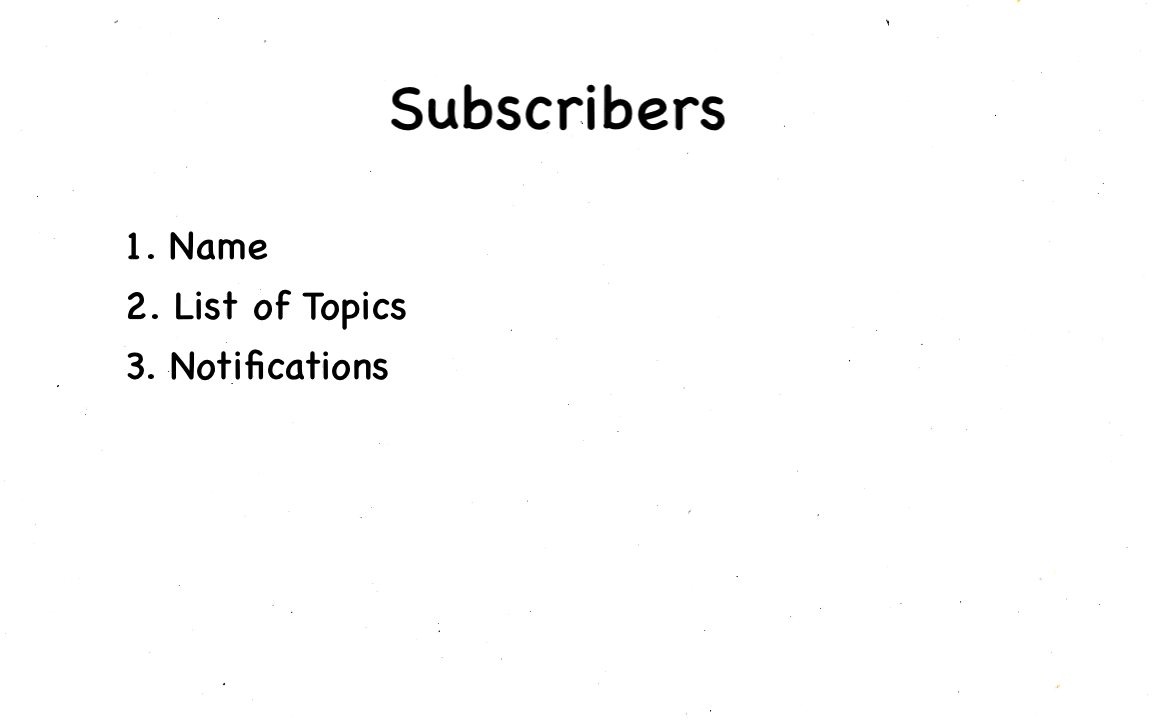 Subscribers
1. Name
2. List of Topics
3. Notifications